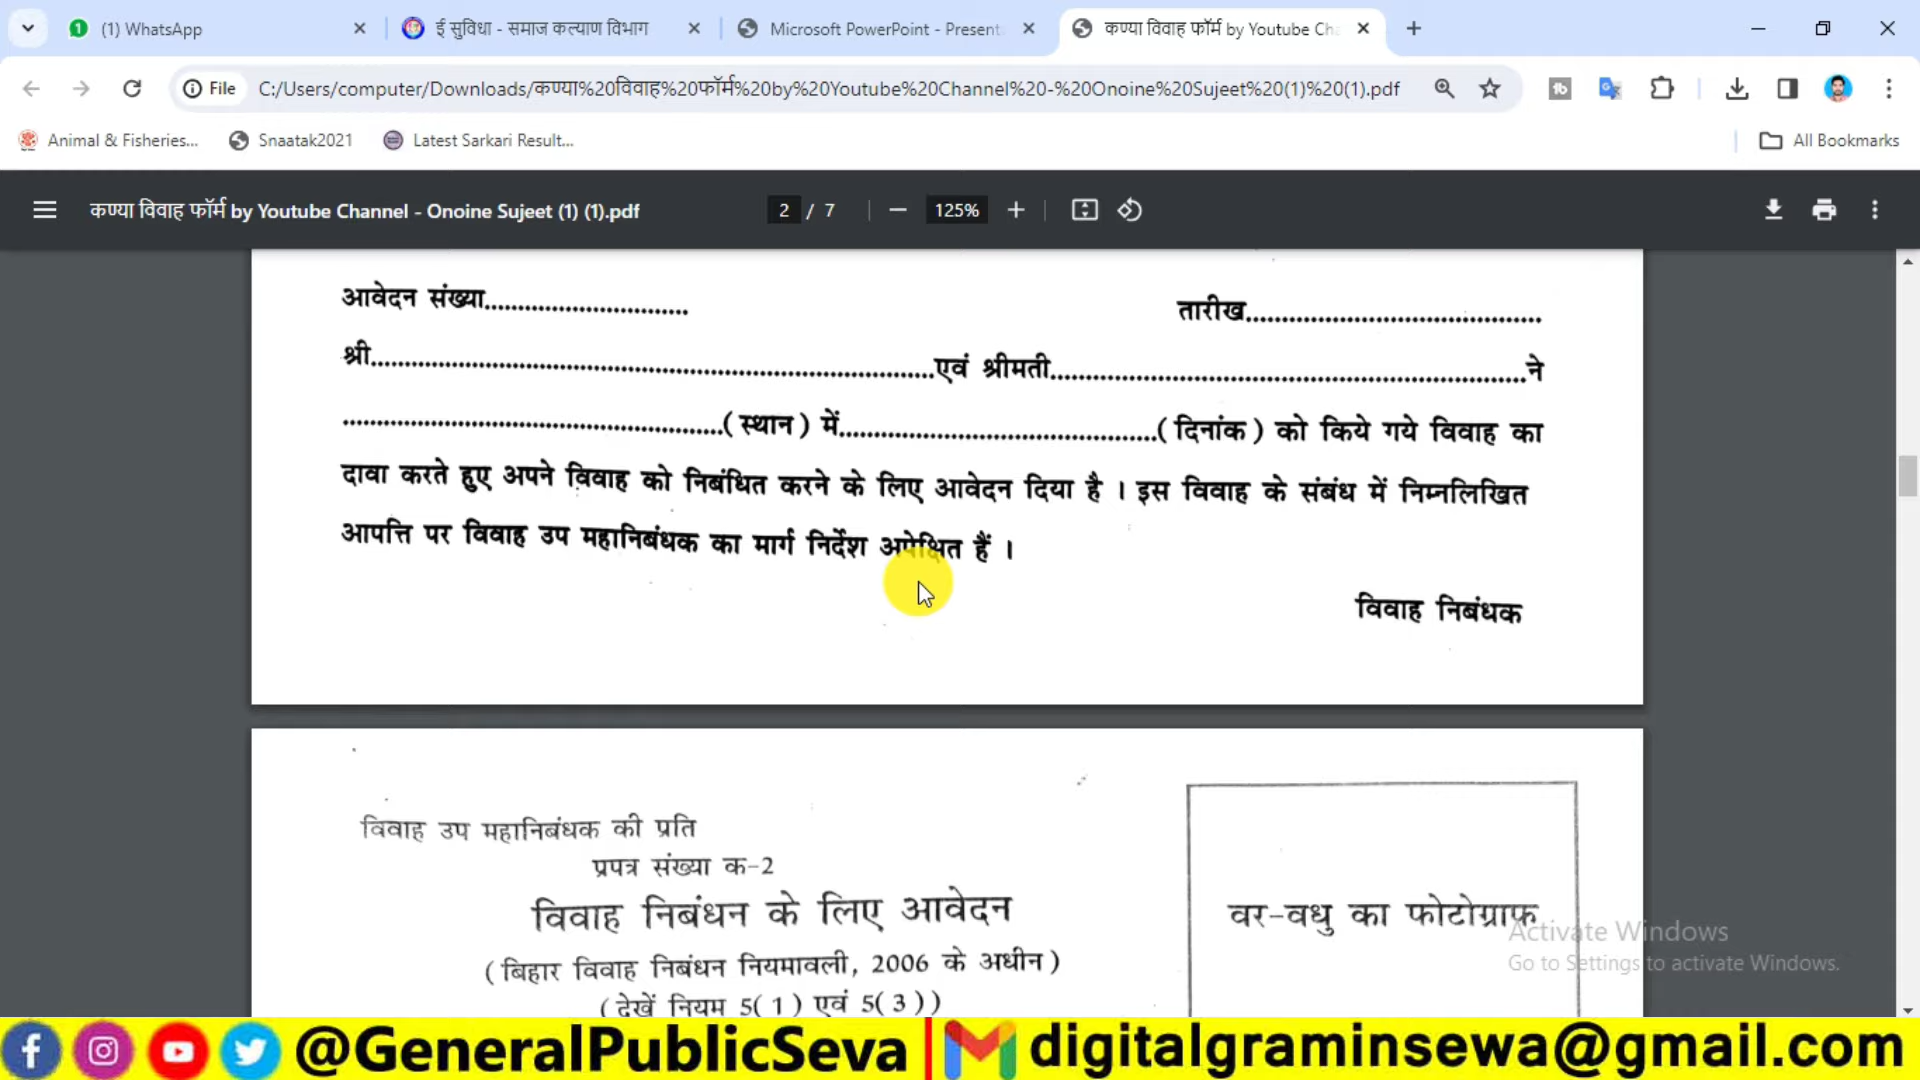 (1) WhatsApp
ई सुविधा - समाज कल्याण विभाग
Microsoft PowerPoint - Present
कण्या विवाह फॉर्म by Youtube Cha
File
C:/Users/computer/Downloads/कण्या%20विवाह%20फॉर्म%20by%20Youtube%20Channel%20-%20Onoine%20Sujeet%20(1)%20(1).pdf
Animal & Fisheries...
Snaatak2021
Latest Sarkari Result...
All Bookmarks
कण्या विवाह फॉर्म by Youtube Channel - Onoine Sujeet (1) (1).pdf
2 / 7
125%
आवेदन संख्या.............................. तारीख..............................
श्री..............................एवं श्रीमती..............................ने
..............................(स्थान) में..............................(दिनांक) को किये गये विवाह का
दावा करते हुए अपने विवाह को निबंधित करने के लिए आवेदन दिया है । इस विवाह के संबंध में निम्नलिखित
आपत्ति पर विवाह उप महानिबंधक का मार्ग निर्देश अपेक्षित हैं ।
विवाह निबंधक
विवाह उप महानिबंधक की प्रति
प्रपत्र संख्या क-2
विवाह निबंधन के लिए आवेदन
(बिहार विवाह निबंधन नियमावली, 2006 के अधीन)
(देखें नियम 5(1) एवं 5(3))
वर-वधु का फोटोग्राफ
Activate Windows
Go to Settings to activate Windows.
@GeneralPublicSeva
digitalgraminsewa@gmail.com